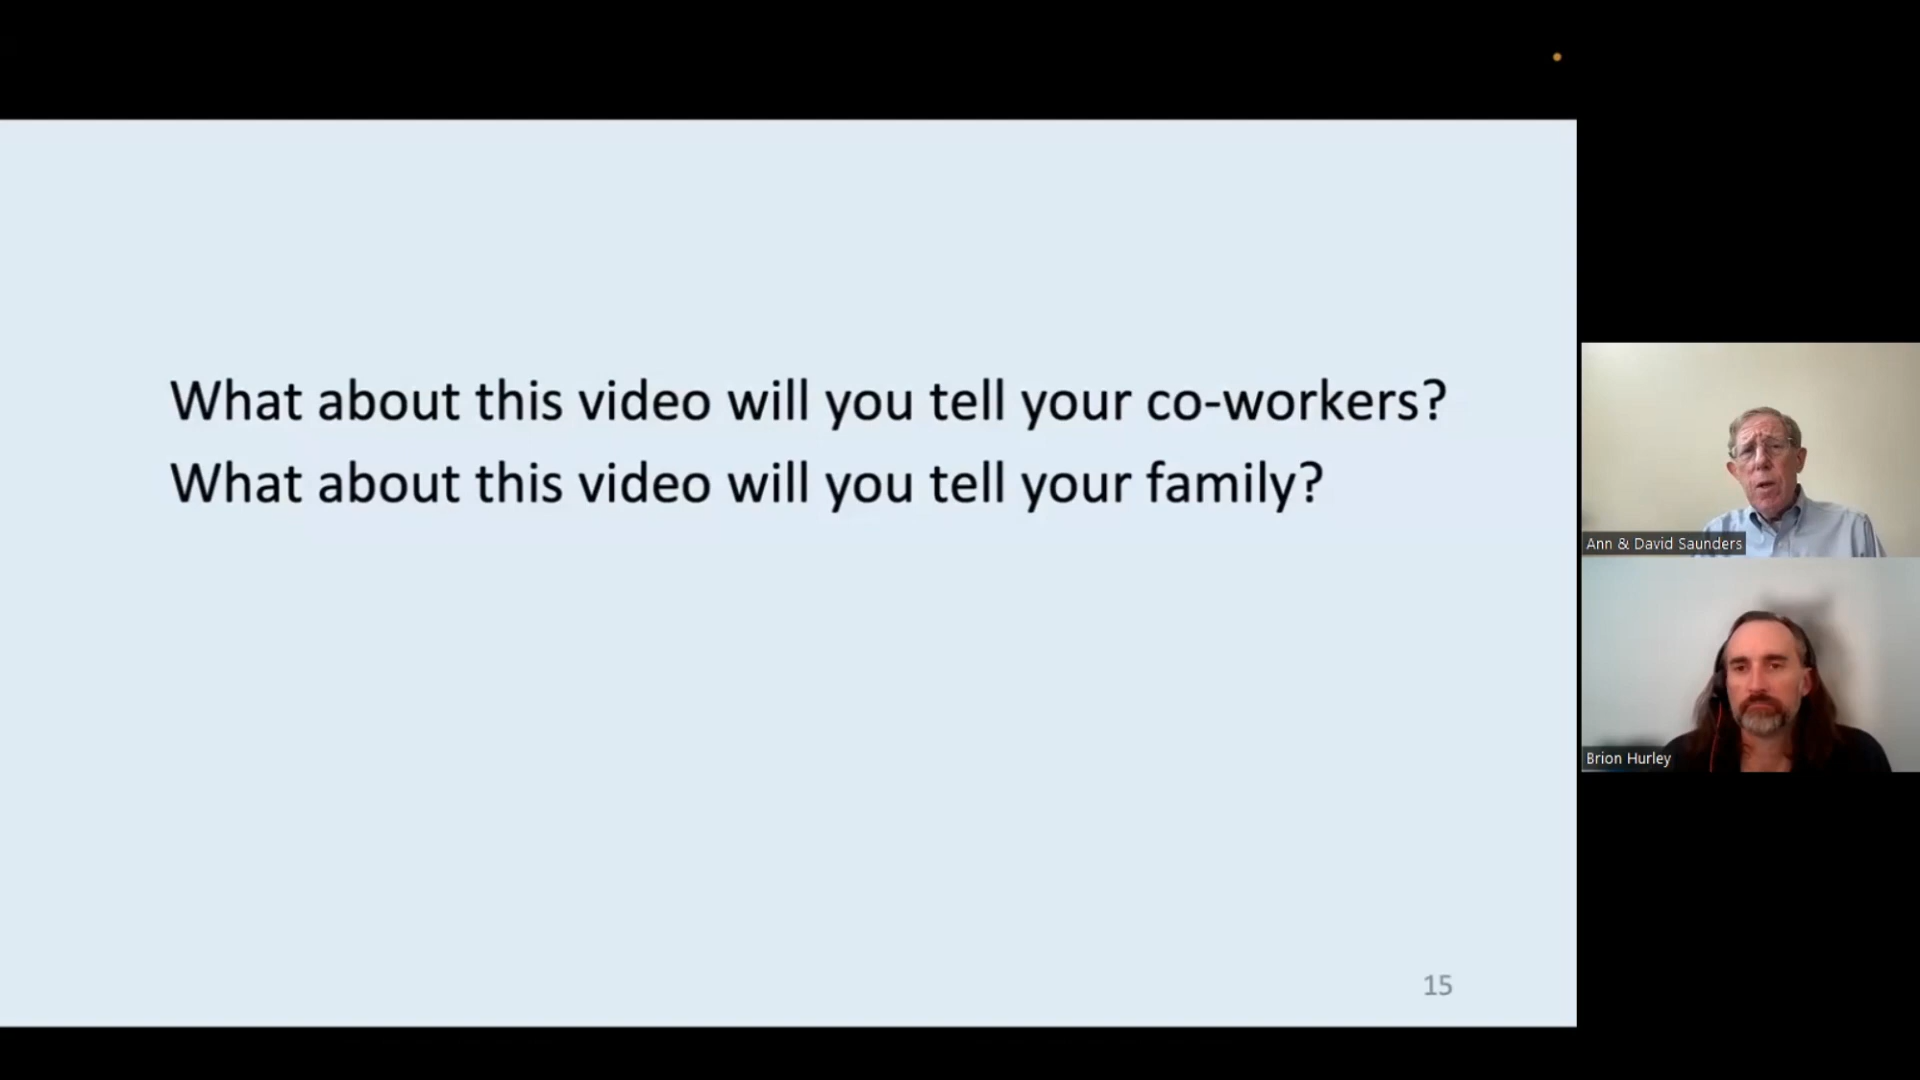 What about this video will you tell your co-workers?
What about this video will you tell your family?
15
Ann & David Saunders
Brion Hurley